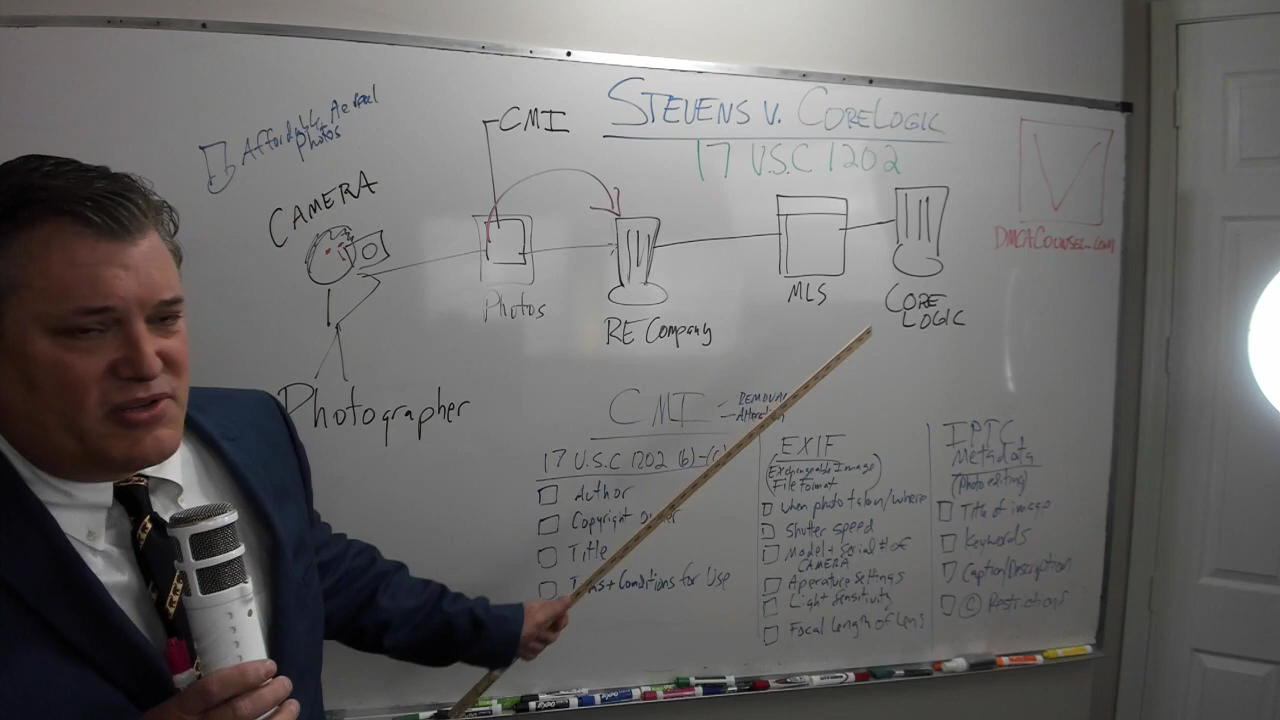 Affordable Aerial
Photos
CMI
STEVENS V. CORELOGIC
17 U.S.C 1202
CAMERA
DMCACounsel.com
Photos
RE Company
MLS
CORE
LOGIC
Photographer
CMI
- REMOVAL
- Alteration
17 U.S.C 1202 (b)-(c)
Author
Copyright owner
Title
Terms + Conditions for Use
EXIF
(Exchangeable Image
File Format)
when photo taken/where
Shutter speed
Model + Serial # of
CAMERA
Aperature settings
Light Sensitivity
Focal Length of Lens
IPTC
Metadata
(Photo editing)
Title of image
Keywords
Caption/Description
© Restrictions